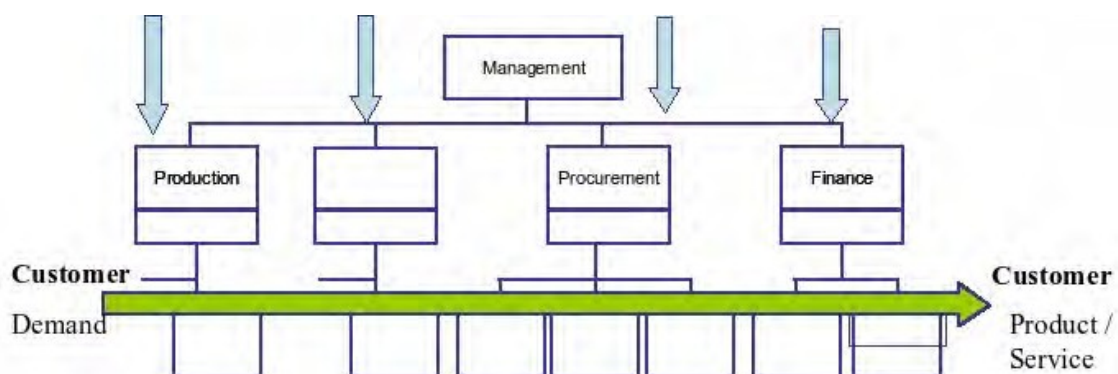 Management
Production
Procurement
Finance
Customer
Customer
Demand
Product /
Service